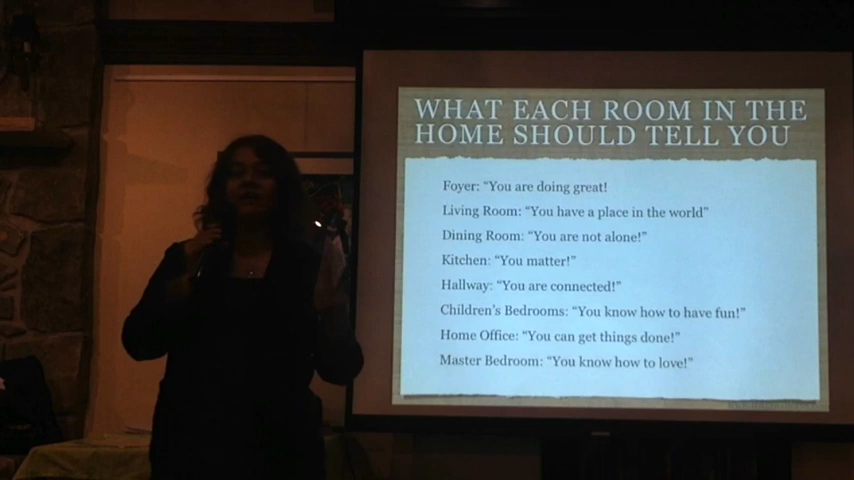 WHAT EACH ROOM IN THE
HOME SHOULD TELL YOU
Foyer: “You are doing great!
Living Room: “You have a place in the world”
Dining Room: “You are not alone!”
Kitchen: “You matter!”
Hallway: “You are connected!”
Children’s Bedrooms: “You know how to have fun!”
Home Office: “You can get things done!”
Master Bedroom: “You know how to love!”